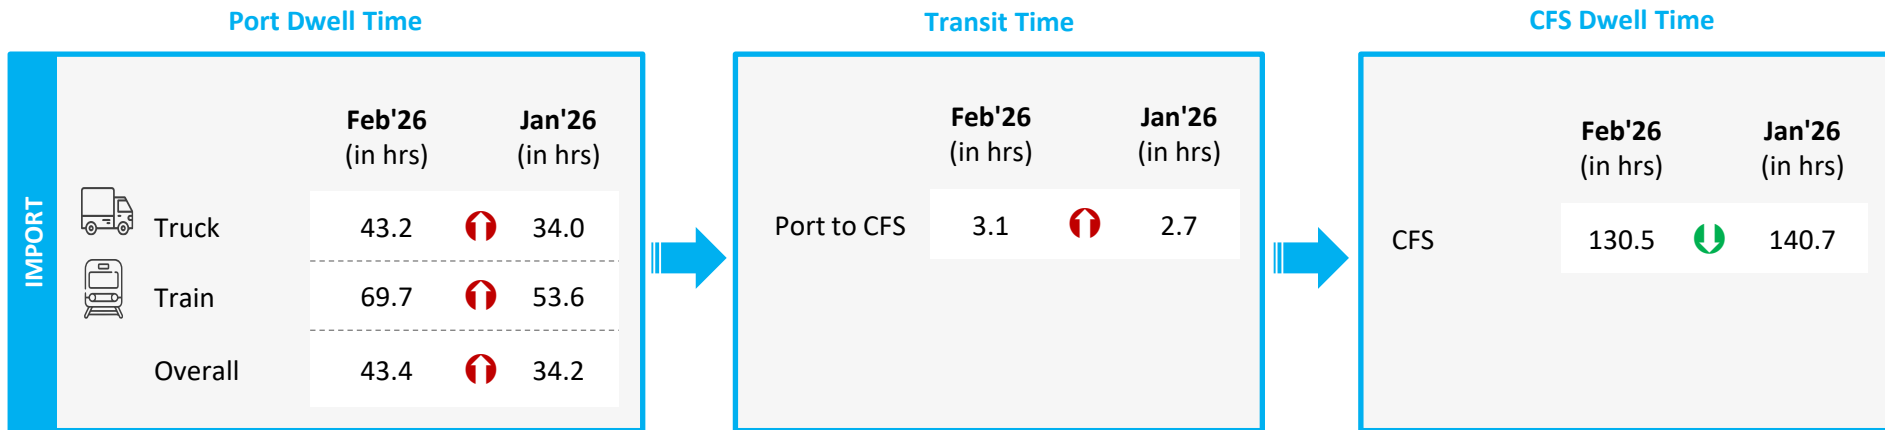 Port Dwell Time
Transit Time
CFS Dwell Time
IMPORT
Feb'26 Jan'26
(in hrs) (in hrs)
Truck 43.2 34.0
Train 69.7 53.6
Overall 43.4 34.2
Feb'26 Jan'26
(in hrs) (in hrs)
Port to CFS 3.1 2.7
Feb'26 Jan'26
(in hrs) (in hrs)
CFS 130.5 140.7